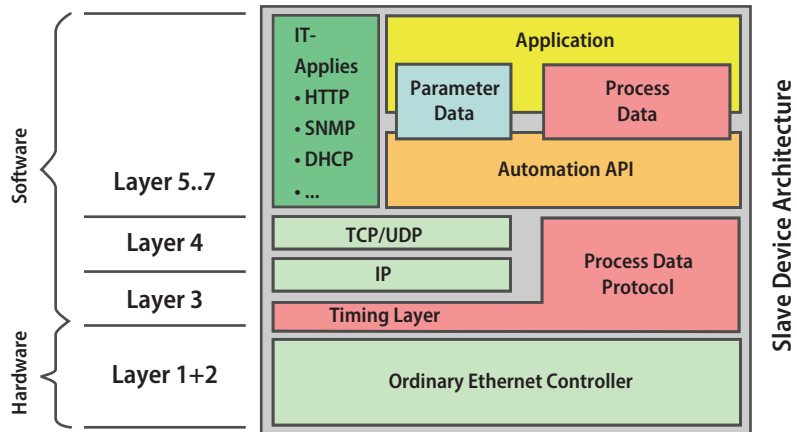 Software
Hardware
Layer 5..7
Layer 4
Layer 3
Layer 1+2
IT-
Applies
• HTTP
• SNMP
• DHCP
• ...
Application
Parameter
Data
Process
Data
Automation API
TCP/UDP
IP
Process Data
Protocol
Timing Layer
Ordinary Ethernet Controller
Slave Device Architecture